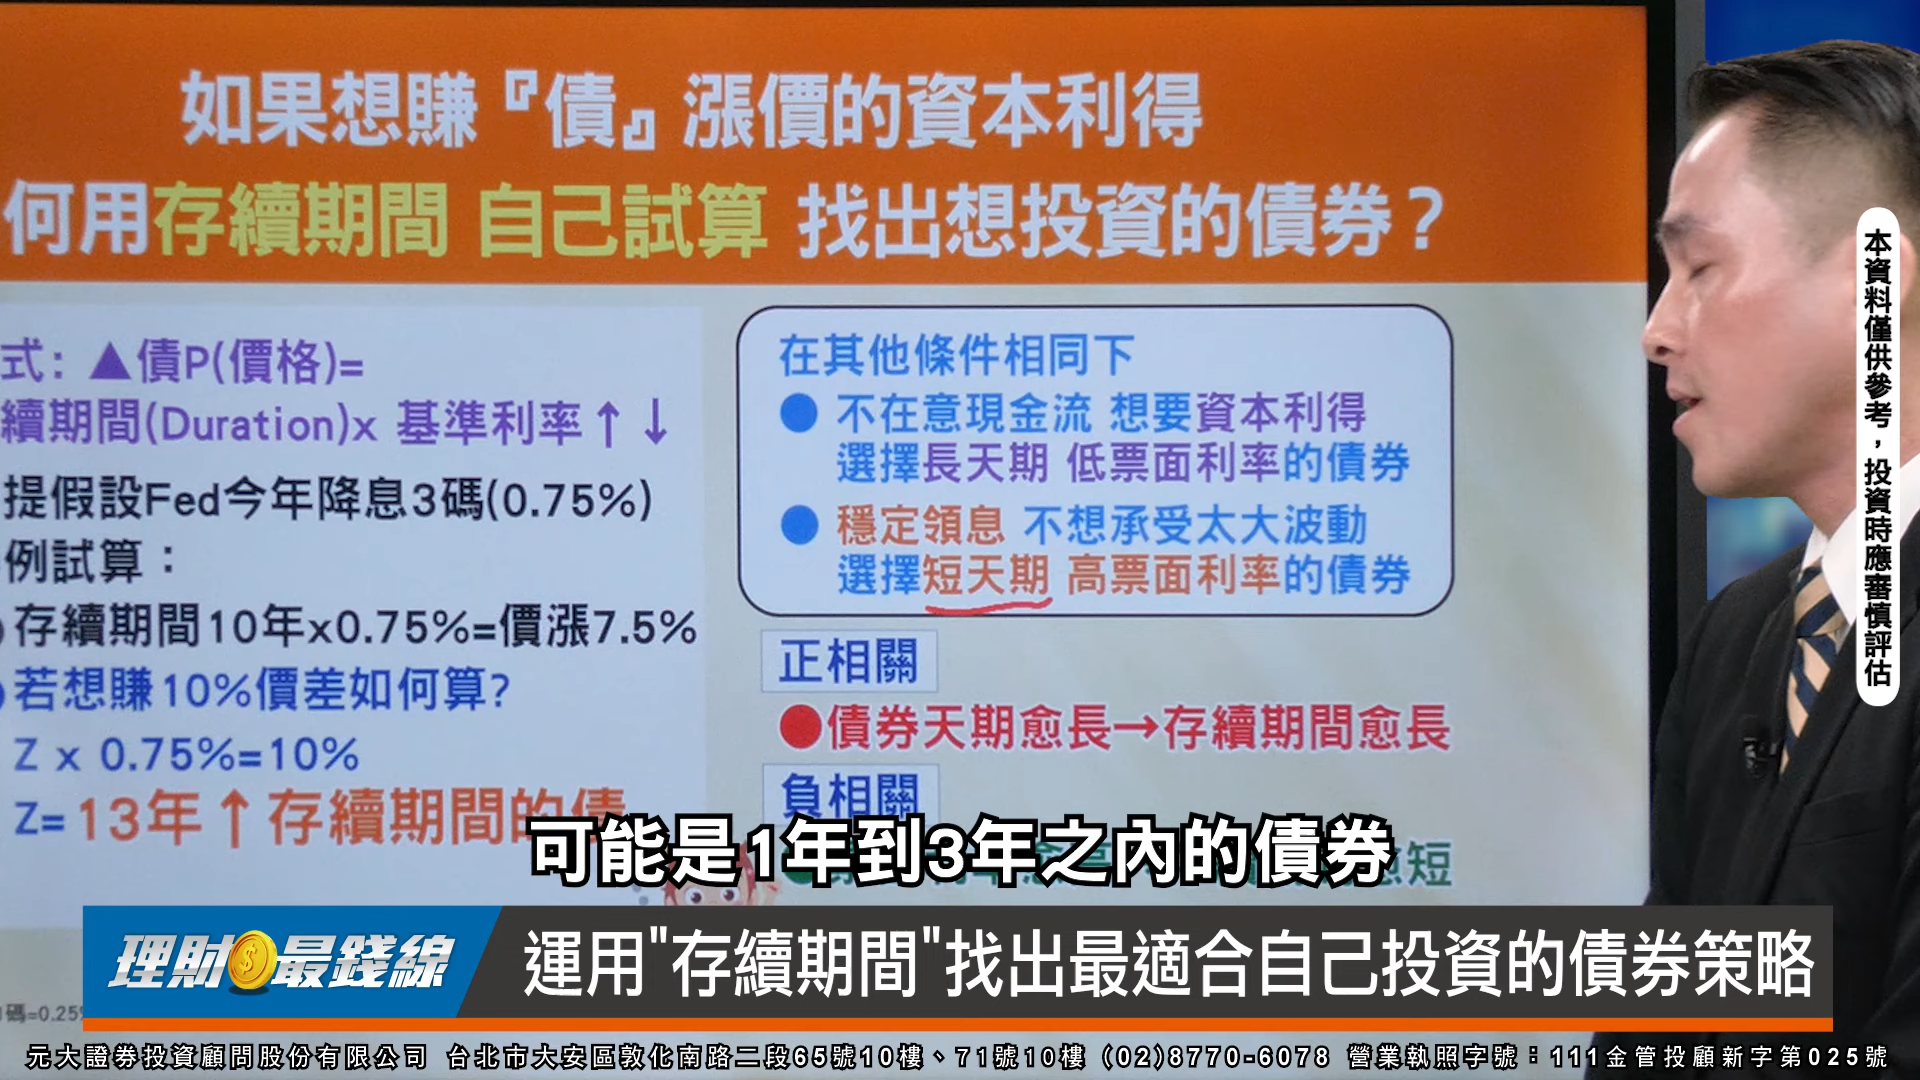 如果想賺『債』漲價的資本利得
何用存續期間 自己試算 找出想投資的債券？
式：▲債P(價格)=
續期間(Duration)x 基準利率↑↓
提假設Fed今年降息3碼(0.75%)
例試算：
存續期間10年x0.75%=價漲7.5%
若想賺10%價差如何算?
Z x 0.75%=10%
Z=13年↑存續期間的債
在其他條件相同下
● 不在意現金流 想要資本利得
選擇長天期 低票面利率的債券
● 穩定領息 不想承受太大波動
選擇短天期 高票面利率的債券
正相關
●債券天期愈長→存續期間愈長
負相關
短
可能是1年到3年之內的債券
理財最錢線
運用"存續期間"找出最適合自己投資的債券策略
碼=0.25
元大證券投資顧問股份有限公司 台北市大安區敦化南路二段65號10樓、71號10樓 (02)8770-6078 營業執照字號：111金管投顧新字第025號
本資料僅供參考，投資時應審慎評估